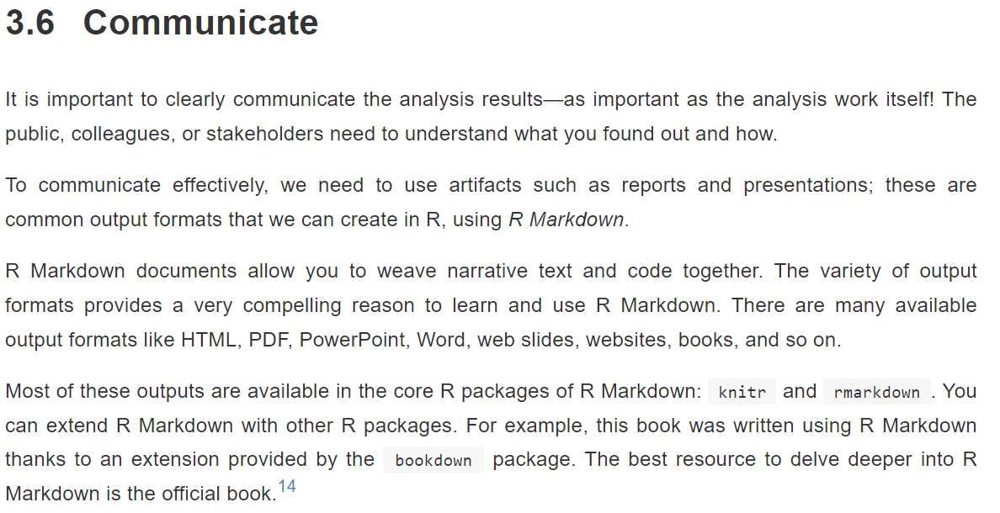 3.6 Communicate
It is important to clearly communicate the analysis results—as important as the analysis work itself! The
public, colleagues, or stakeholders need to understand what you found out and how.
To communicate effectively, we need to use artifacts such as reports and presentations; these are
common output formats that we can create in R, using R Markdown.
R Markdown documents allow you to weave narrative text and code together. The variety of output
formats provides a very compelling reason to learn and use R Markdown. There are many available
output formats like HTML, PDF, PowerPoint, Word, web slides, websites, books, and so on.
Most of these outputs are available in the core R packages of R Markdown: knitr and rmarkdown . You
can extend R Markdown with other R packages. For example, this book was written using R Markdown
thanks to an extension provided by the bookdown package. The best resource to delve deeper into R
Markdown is the official book.14